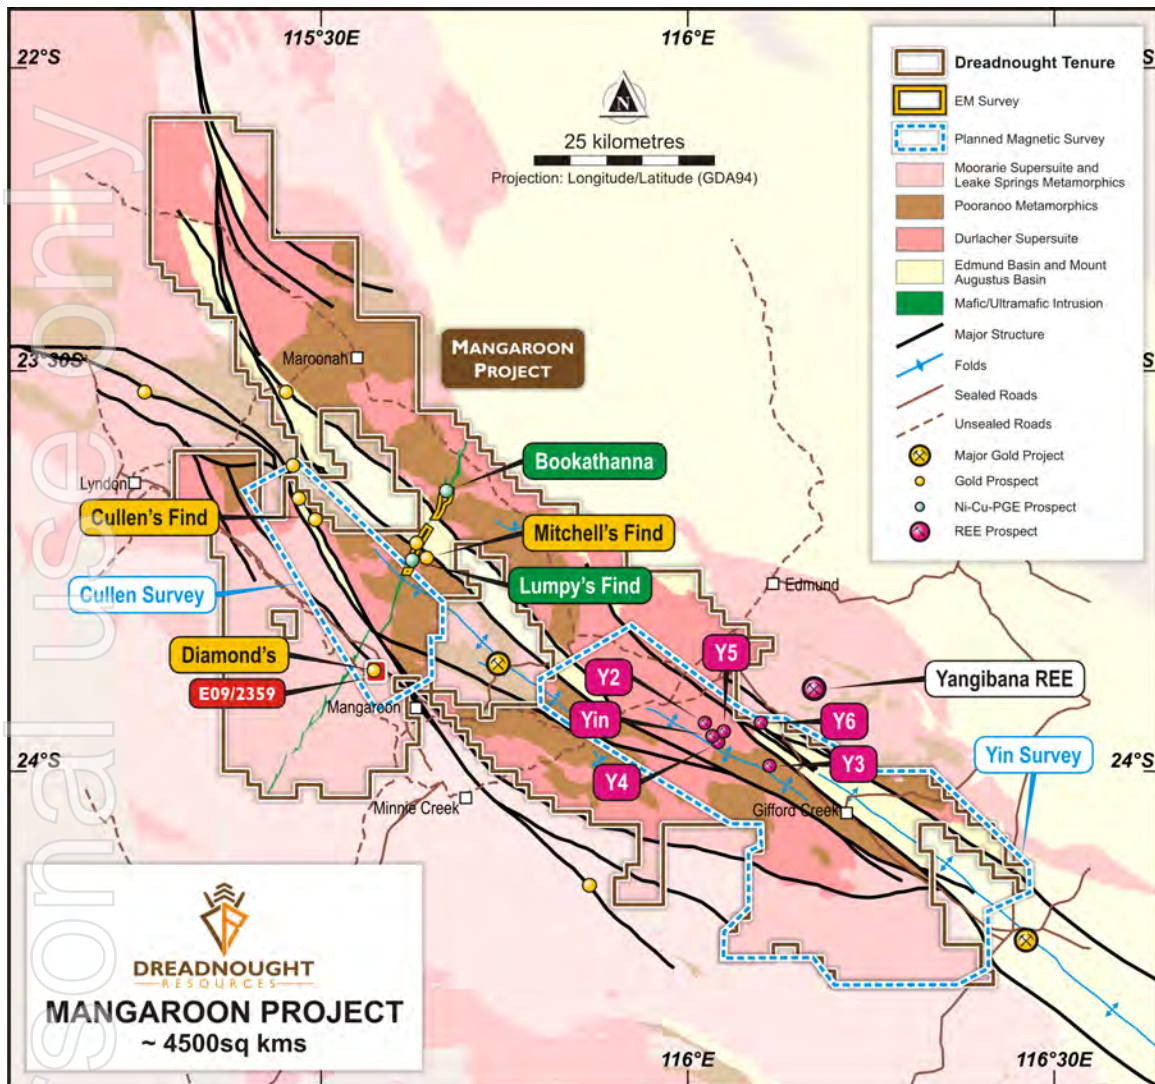 115°30E
116°E
22°S
S
N
25 kilometres
Projection: Longitude/Latitude (GDA94)
Dreadnought Tenure
EM Survey
Planned Magnetic Survey
Moorarie Supersuite and
Leake Springs Metamorphics
Pooranoo Metamorphics
Durlacher Supersuite
Edmund Basin and Mount
Augustus Basin
Mafic/Ultramafic Intrusion
Major Structure
Folds
Sealed Roads
Unsealed Roads
Major Gold Project
Gold Prospect
Ni-Cu-PGE Prospect
REE Prospect
23°30S
S
Maroonah
MANGAROON
PROJECT
Bookathanna
Lyndon
Cullen's Find
Mitchell's Find
Lumpy's Find
Cullen Survey
Edmund
Diamond's
E09/2359
Mangaroon
Y5
Y2
Yangibana REE
Yin
Y6
Y3
Yin Survey
Y4
24°S
24°S
Minnie Creek
Gifford Creek
DREADNOUGHT
RESOURCES
MANGAROON PROJECT
~ 4500sq kms
116°E
116°30E
rsonal use only